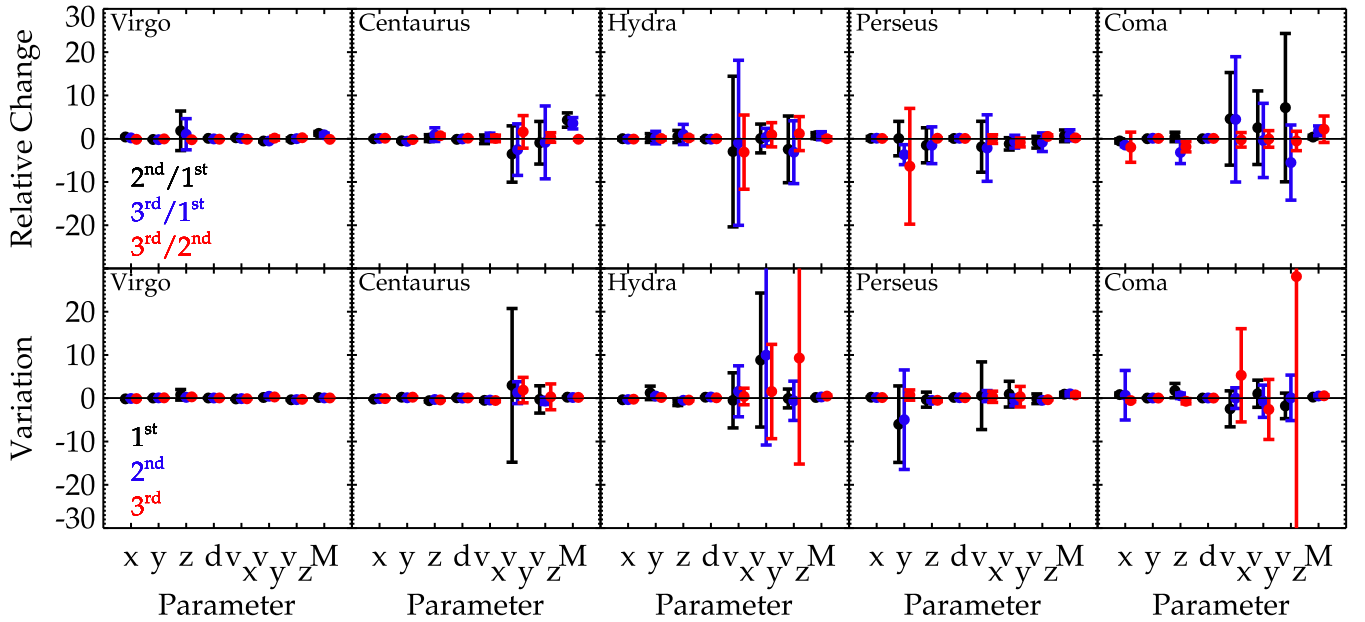 Virgo Centaurus Hydra Perseus Coma
Relative Change
30
20
10
0
-10
-20
2nd/1st
3rd/1st
3rd/2nd
Virgo Centaurus Hydra Perseus Coma
Variation
20
10
0
-10
-20
-30
1st
2nd
3rd
x y z d vx vy vz M x y z d vx vy vz M x y z d vx vy vz M x y z d vx vy vz M x y z d vx vy vz M
Parameter Parameter Parameter Parameter Parameter